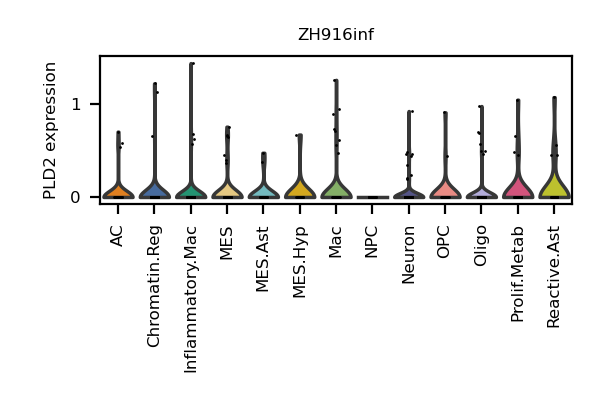 ZH916inf
PLD2 expression
1
0
AC
Chromatin.Reg
Inflammatory.Mac
MES
MES.Ast
MES.Hyp
Mac
NPC
Neuron
OPC
Oligo
Prolif.Metab
Reactive.Ast